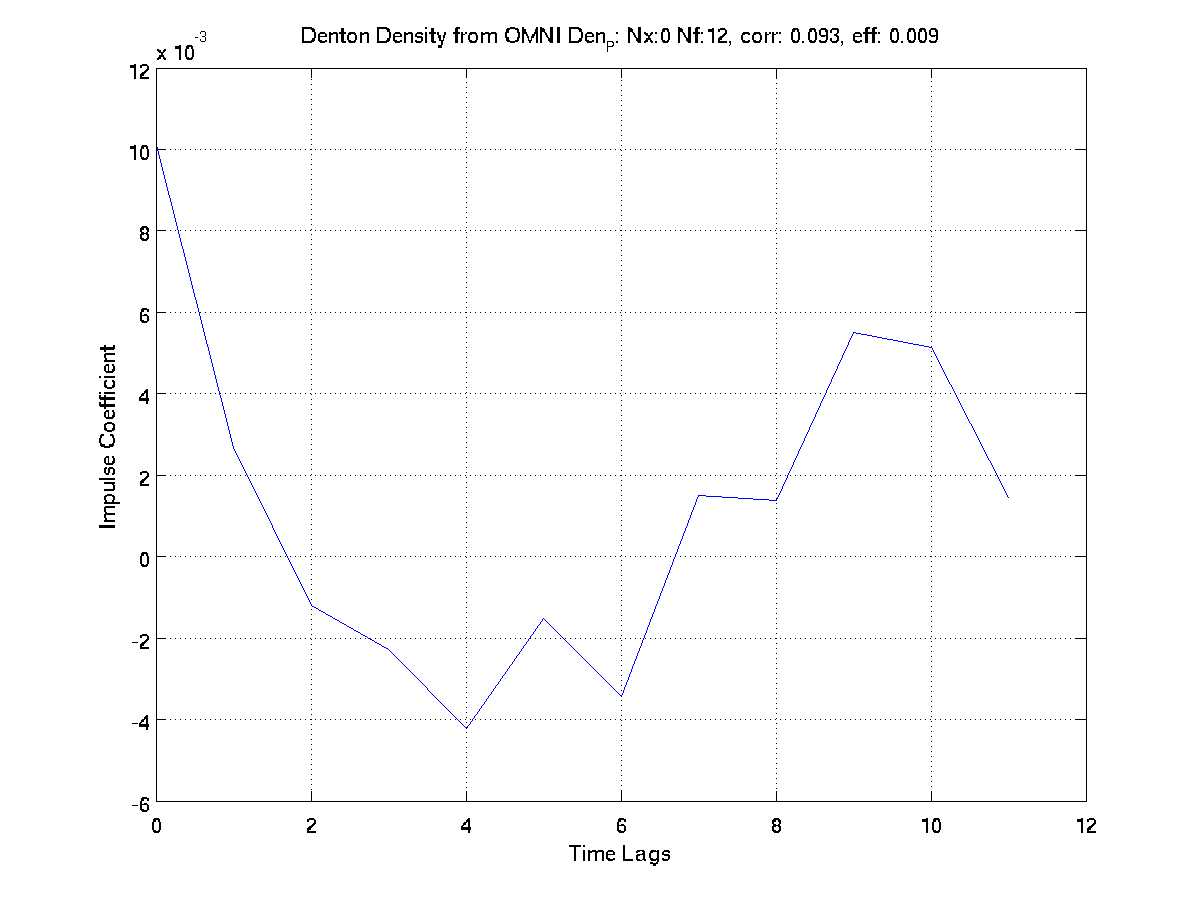 Denton Density from OMNI Den_P: Nx:0 Nf:12, corr: 0.093, eff: 0.009
x 10^-3
12
10
8
6
4
2
0
-2
-4
-6
Impulse Coefficient
0 2 4 6 8 10 12
Time Lags